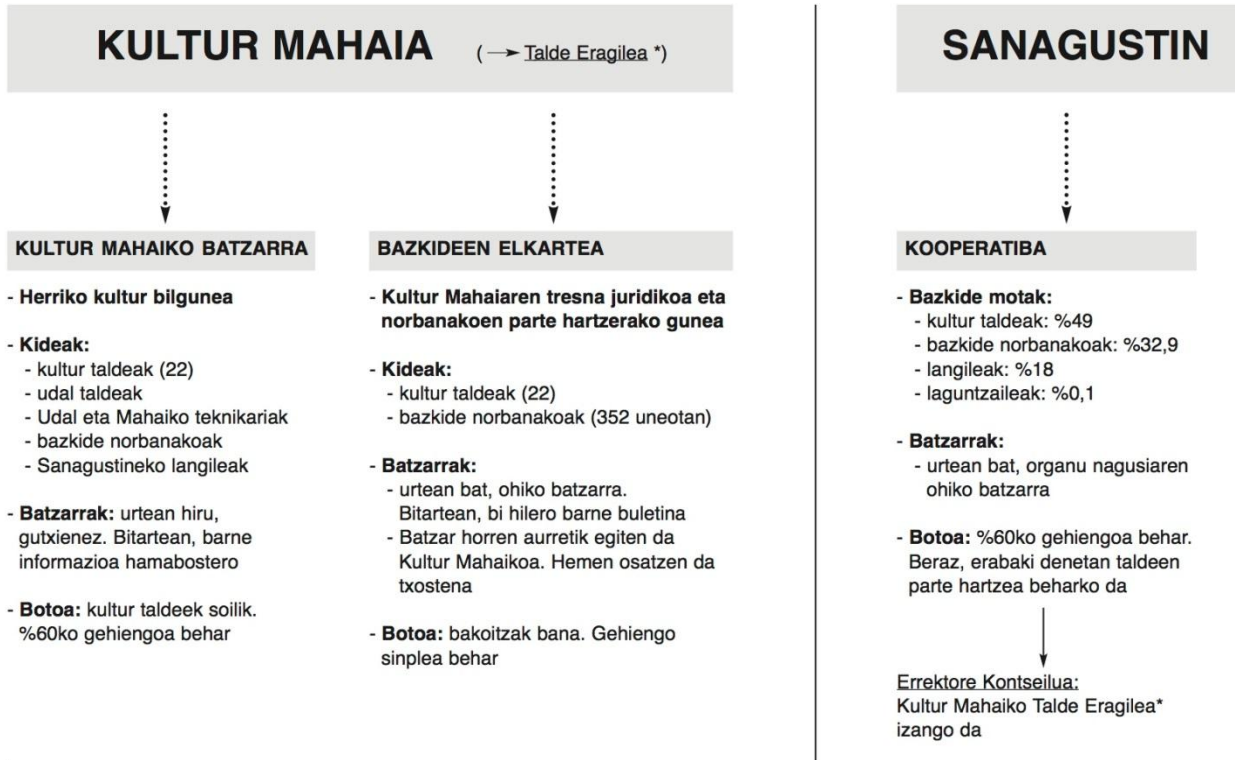 KULTUR MAHAIA (→ Talde Eragilea *)
KULTUR MAHAIKO BATZARRA
- Herriko kultur bilgunea
- Kideak:
- kultur taldeak (22)
- udal taldeak
- Udal eta Mahaiko teknikariak
- bazkide norbanakoak
- Sanagustineko langileak
- Batzarrak: urtean hiru,
gutxienez. Bitartean, barne
informazioa hamabostero
- Botoa: kultur taldeek soilik.
%60ko gehiengoa behar
BAZKIDEEN ELKARTEA
- Kultur Mahaiaren tresna juridikoa eta
norbanakoen parte hartzerako gunea
- Kideak:
- kultur taldeak (22)
- bazkide norbanakoak (352 uneotan)
- Batzarrak:
- urtean bat, ohiko batzarra.
Bitartean, bi hilero barne buletina
- Batzar horren aurretik egiten da
Kultur Mahaikoa. Hemen osatzen da
txostena
- Botoa: bakoitzak bana. Gehiengo
sinplea behar
SANAGUSTIN
KOOPERATIBA
- Bazkide motak:
- kultur taldeak: %49
- bazkide norbanakoak: %32,9
- langileak: %18
- laguntzaileak: %0,1
- Batzarrak:
- urtean bat, organu nagusiaren
ohiko batzarra
- Botoa: %60ko gehiengoa behar.
Beraz, erabaki denetan taldeen
parte hartzea beharko da
Errektore Kontseilua:
Kultur Mahaiko Talde Eragilea*
izango da